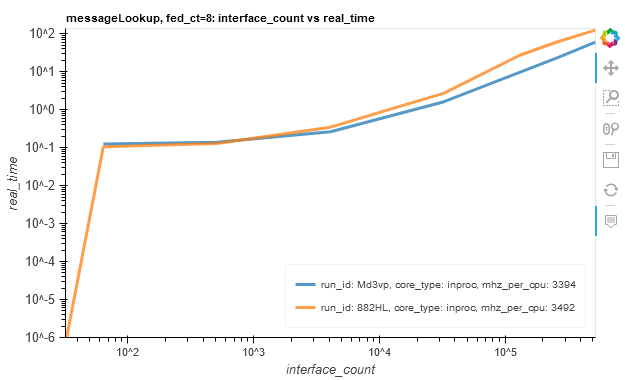 messageLookup, fed_ct=8: interface_count vs real_time
10^2
10^1
10^0
10^-1
10^-2
10^-3
10^-4
10^-5
10^-6
real_time
run_id: Md3vp, core_type: inproc, mhz_per_cpu: 3394
run_id: 882HL, core_type: inproc, mhz_per_cpu: 3492
10^2 10^3 10^4 10^5
interface_count